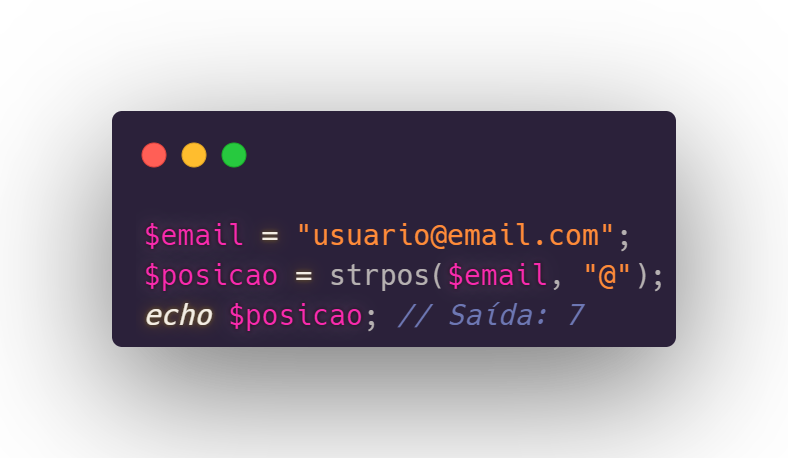 $email = "usuario@email.com";
$posicao = strpos($email, "@");
echo $posicao; // Saída: 7